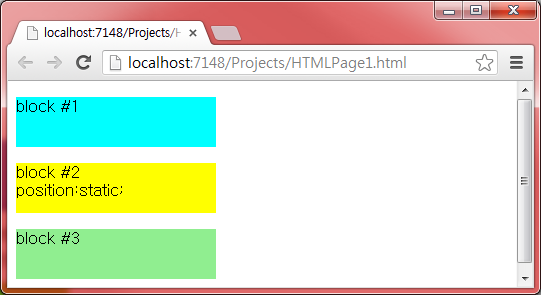 localhost:7148/Projects/H
localhost:7148/Projects/HTMLPage1.html
block #1
block #2
position:static;
block #3